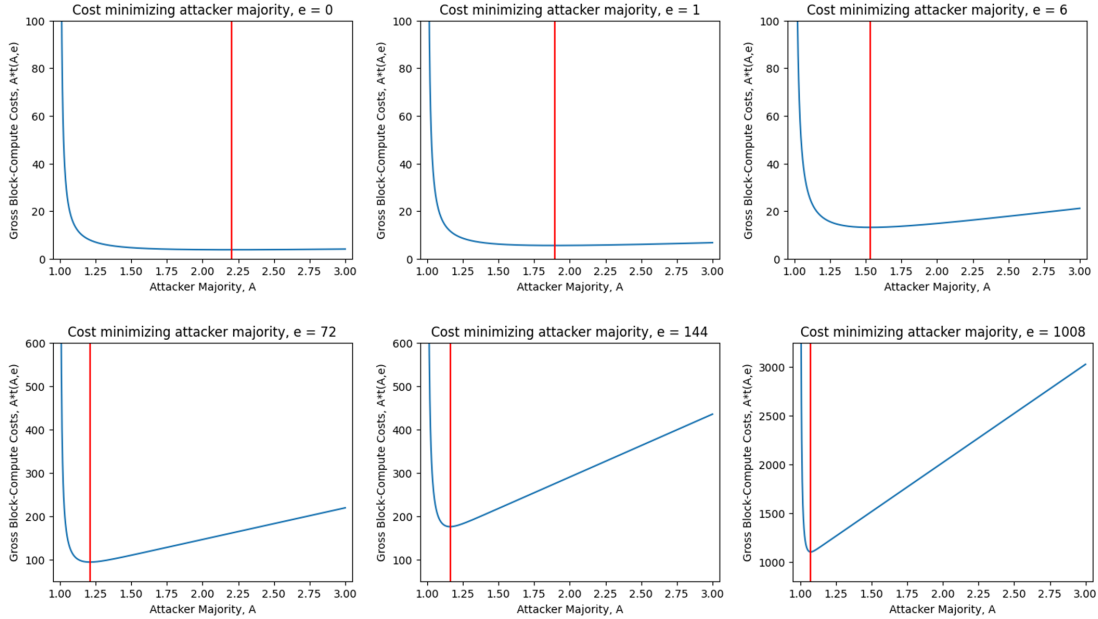 Cost minimizing attacker majority, e = 0
Gross Block-Compute Costs, A*t(A,e)
100
80
60
40
20
0
1.00 1.25 1.50 1.75 2.00 2.25 2.50 2.75 3.00
Attacker Majority, A
Cost minimizing attacker majority, e = 1
Gross Block-Compute Costs, A*t(A,e)
100
80
60
40
20
0
1.00 1.25 1.50 1.75 2.00 2.25 2.50 2.75 3.00
Attacker Majority, A
Cost minimizing attacker majority, e = 6
Gross Block-Compute Costs, A*t(A,e)
100
80
60
40
20
0
1.00 1.25 1.50 1.75 2.00 2.25 2.50 2.75 3.00
Attacker Majority, A
Cost minimizing attacker majority, e = 72
Gross Block-Compute Costs, A*t(A,e)
600
500
400
300
200
100
1.00 1.25 1.50 1.75 2.00 2.25 2.50 2.75 3.00
Attacker Majority, A
Cost minimizing attacker majority, e = 144
Gross Block-Compute Costs, A*t(A,e)
600
500
400
300
200
100
1.00 1.25 1.50 1.75 2.00 2.25 2.50 2.75 3.00
Attacker Majority, A
Cost minimizing attacker majority, e = 1008
Gross Block-Compute Costs, A*t(A,e)
3000
2500
2000
1500
1000
1.00 1.25 1.50 1.75 2.00 2.25 2.50 2.75 3.00
Attacker Majority, A